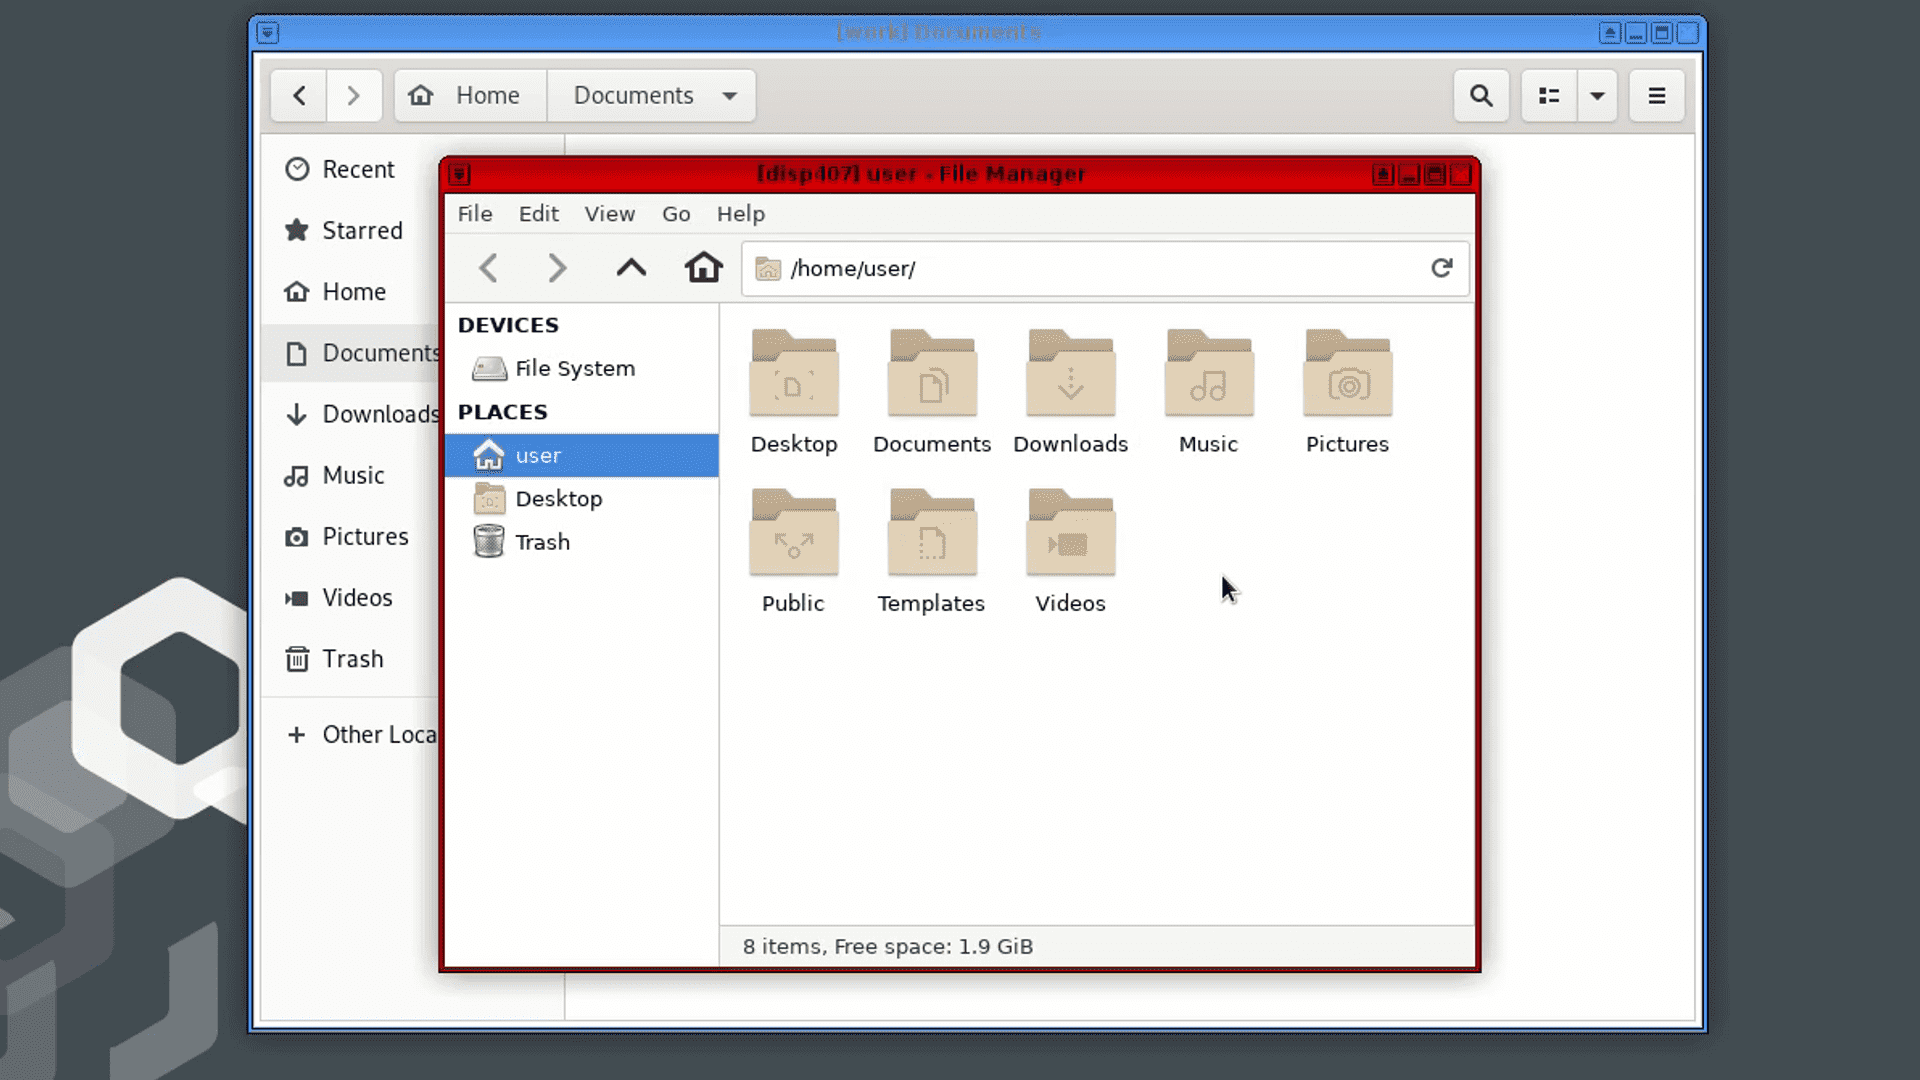 [work] Documents
Home Documents
Recent
Starred
Home
Documents
Downloads
Music
Pictures
Videos
Trash
Other Loca
[disp407] user - File Manager
File Edit View Go Help
/home/user/
DEVICES
File System
PLACES
user
Desktop
Trash
Desktop Documents Downloads Music Pictures
Public Templates Videos
8 items, Free space: 1.9 GiB